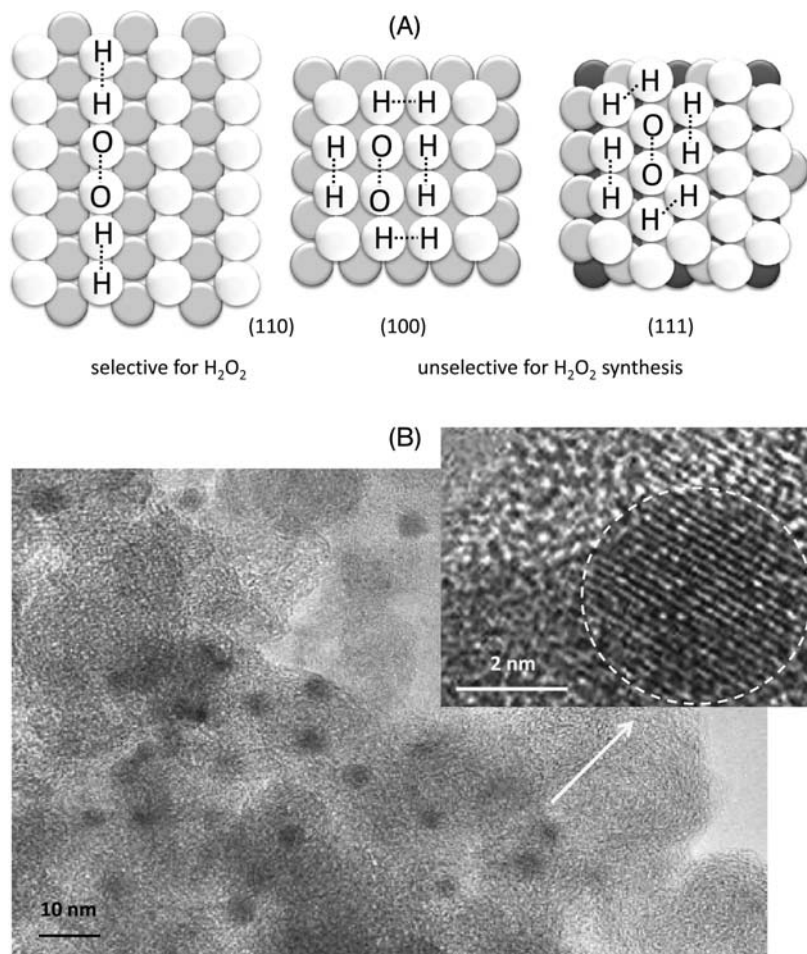 (A)
H
H
O
O
H
H
H H
H O H
H O H
H H
H
H H
O
H H
O
H H
H
(110)
(100)
(111)
selective for H₂O₂
unselective for H₂O₂ synthesis
(B)
2 nm
10 nm